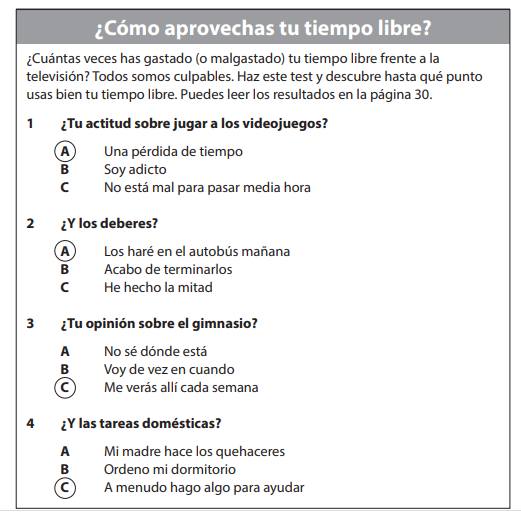 ¿Cómo aprovechas tu tiempo libre?
¿Cuántas veces has gastado (o malgastado) tu tiempo libre frente a la
televisión? Todos somos culpables. Haz este test y descubre hasta qué punto
usas bien tu tiempo libre. Puedes leer los resultados en la página 30.
1 ¿Tu actitud sobre jugar a los videojuegos?
A Una pérdida de tiempo
B Soy adicto
C No está mal para pasar media hora
2 ¿Y los deberes?
A Los haré en el autobús mañana
B Acabo de terminarlos
C He hecho la mitad
3 ¿Tu opinión sobre el gimnasio?
A No sé dónde está
B Voy de vez en cuando
C Me verás allí cada semana
4 ¿Y las tareas domésticas?
A Mi madre hace los quehaceres
B Ordeno mi dormitorio
C A menudo hago algo para ayudar